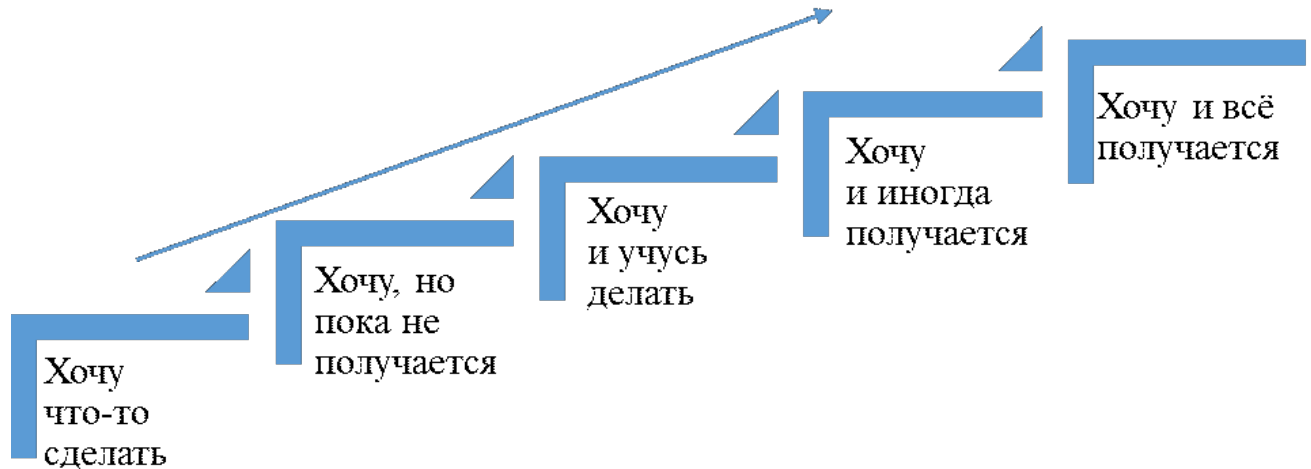 Хочу
что-то
сделать
Хочу, но
пока не
получается
Хочу
и учусь
делать
Хочу
и иногда
получается
Хочу и всё
получается